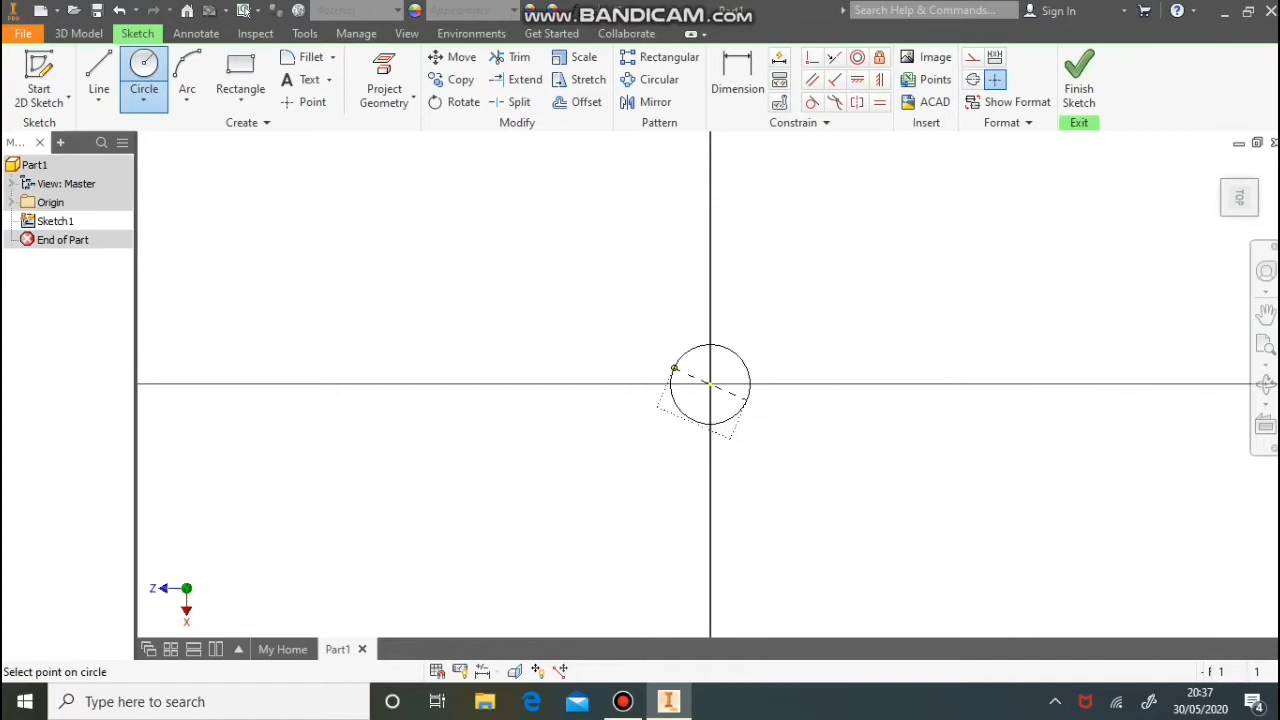 www.BANDICAM.com
Search Help & Commands...
Sign In
File
3D Model
Sketch
Annotate
Inspect
Tools
Manage
View
Environments
Get Started
Collaborate
Start
2D Sketch
Line
Circle
Arc
Rectangle
Fillet
Text
Point
Project
Geometry
Move
Copy
Rotate
Trim
Extend
Split
Scale
Stretch
Offset
Rectangular
Circular
Mirror
Dimension
Image
Points
ACAD
Show Format
Finish
Sketch
Sketch
Create
Modify
Pattern
Constrain
Insert
Format
Exit
M...
Part1
View: Master
Origin
Sketch1
End of Part
TOP
Z
X
My Home
Part1
Select point on circle
1
1
Type here to search
20:37
30/05/2020
4